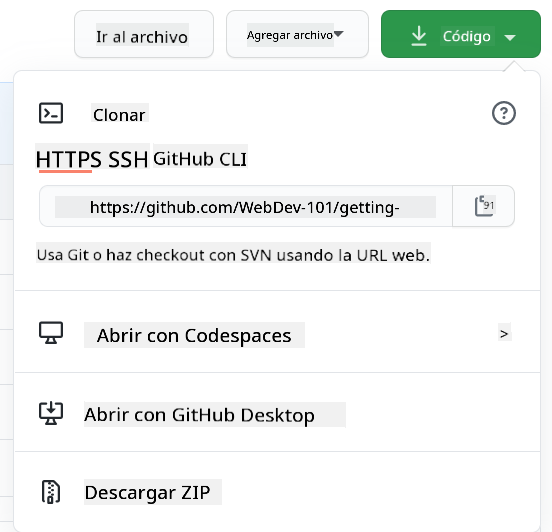 Ir al archivo Agregar archivo Código
Clonar
HTTPS SSH GitHub CLI
https://github.com/WebDev-101/getting-
91
Usa Git o haz checkout con SVN usando la URL web.
Abrir con Codespaces >
Abrir con GitHub Desktop
Descargar ZIP